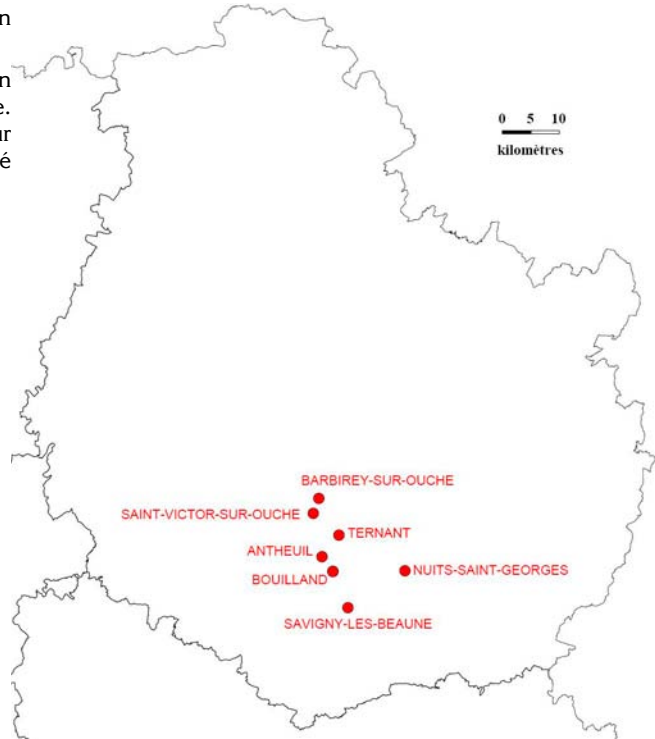 n
n
e.
ur
é
0 5 10
kilomètres
BARBIREY-SUR-OUCHE
SAINT-VICTOR-SUR-OUCHE
TERNANT
ANTHEUIL
BOUILLAND
NUITS-SAINT-GEORGES
SAVIGNY-LES-BEAUNE